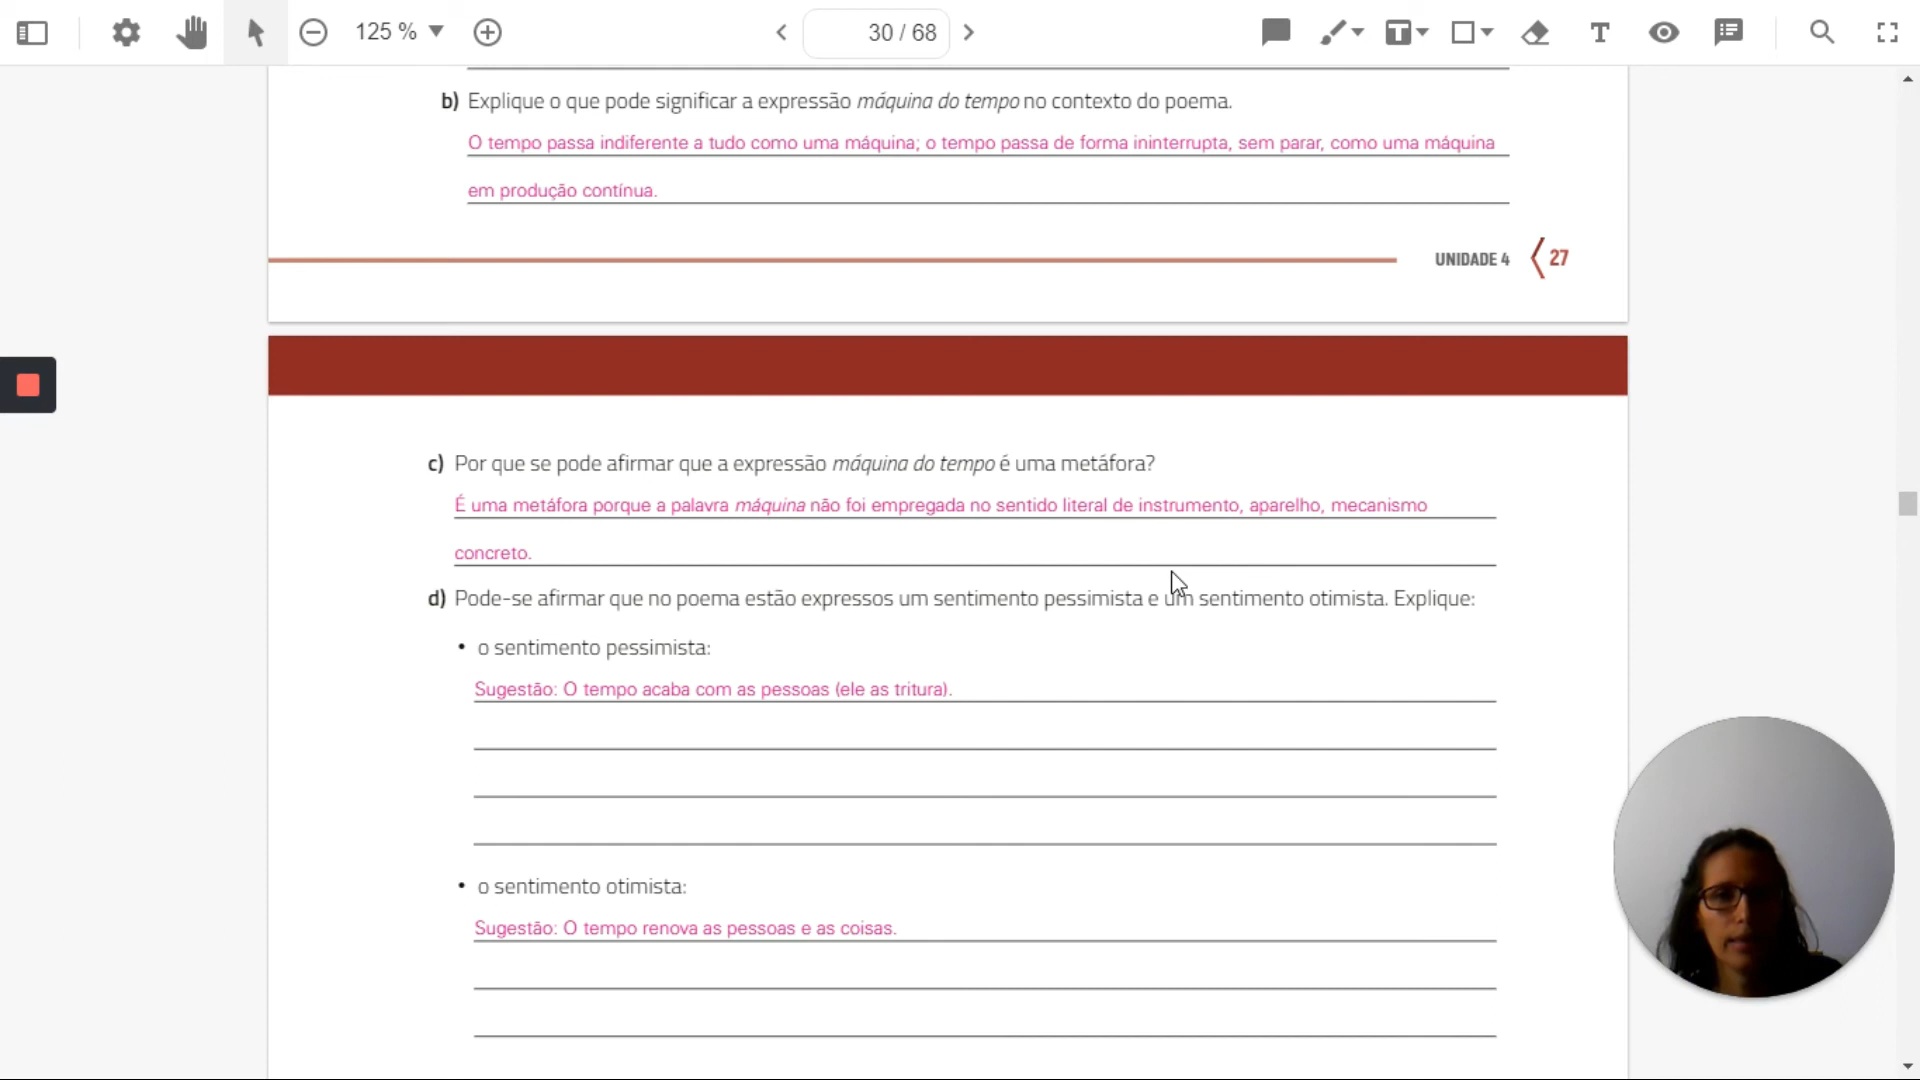 125 %
30 / 68
b) Explique o que pode significar a expressão máquina do tempo no contexto do poema.
O tempo passa indiferente a tudo como uma máquina; o tempo passa de forma ininterrupta, sem parar, como uma máquina
em produção contínua.
UNIDADE 4 27
c) Por que se pode afirmar que a expressão máquina do tempo é uma metáfora?
É uma metáfora porque a palavra máquina não foi empregada no sentido literal de instrumento, aparelho, mecanismo
concreto.
d) Pode-se afirmar que no poema estão expressos um sentimento pessimista e um sentimento otimista. Explique:
• o sentimento pessimista:
Sugestão: O tempo acaba com as pessoas (ele as tritura).
• o sentimento otimista:
Sugestão: O tempo renova as pessoas e as coisas.